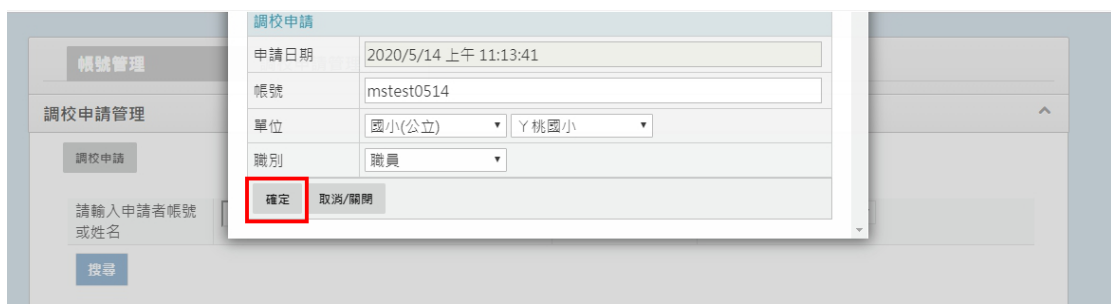 調校申請
帳號管理
申請日期
2020/5/14 上午 11:13:41
帳號
mstest0514
調校申請管理
單位
國小(公立)
ㄚ桃國小
調校申請
職別
職員
確定
取消/關閉
請輸入申請者帳號
或姓名
搜尋